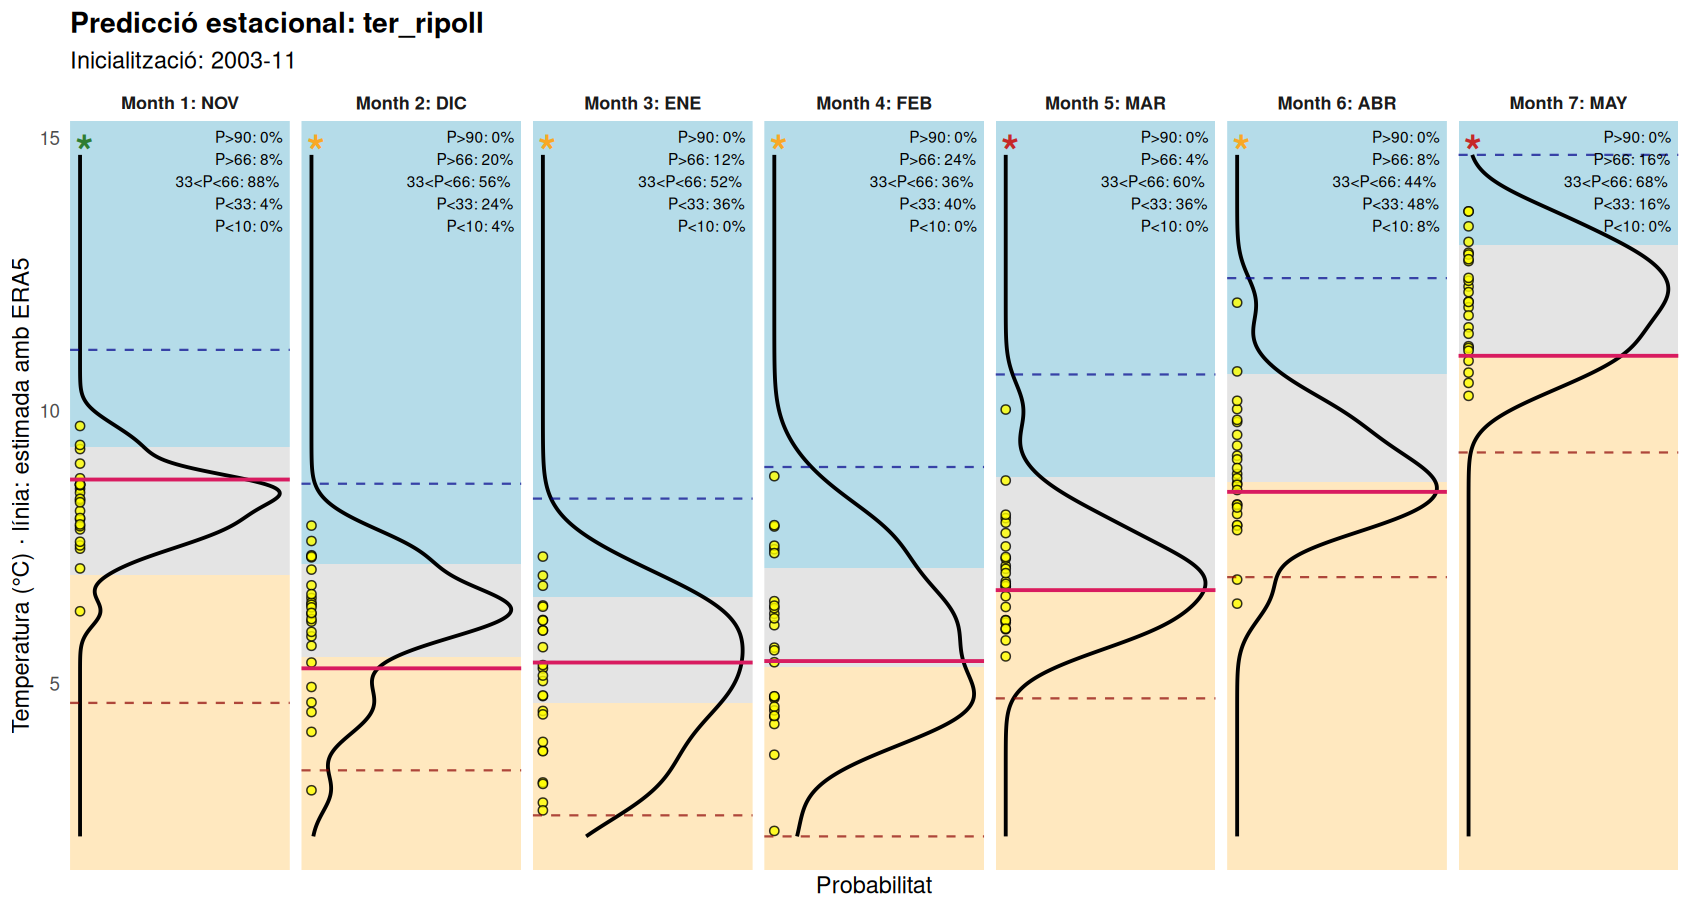 Predicció estacional: ter_ripoll
Inicialització: 2003-11
Month 1: NOV
Month 2: DIC
Month 3: ENE
Month 4: FEB
Month 5: MAR
Month 6: ABR
Month 7: MAY
*
P>90: 0%
P>66: 8%
33<P<66: 88%
P<33: 4%
P<10: 0%
*
P>90: 0%
P>66: 20%
33<P<66: 56%
P<33: 24%
P<10: 4%
*
P>90: 0%
P>66: 12%
33<P<66: 52%
P<33: 36%
P<10: 0%
*
P>90: 0%
P>66: 24%
33<P<66: 36%
P<33: 40%
P<10: 0%
*
P>90: 0%
P>66: 4%
33<P<66: 60%
P<33: 36%
P<10: 0%
*
P>90: 0%
P>66: 8%
33<P<66: 44%
P<33: 48%
P<10: 8%
*
P>90: 0%
P>66: 16%
33<P<66: 68%
P<33: 16%
P<10: 0%
15
10
5
Temperatura (°C) · línia: estimada amb ERA5
Probabilitat